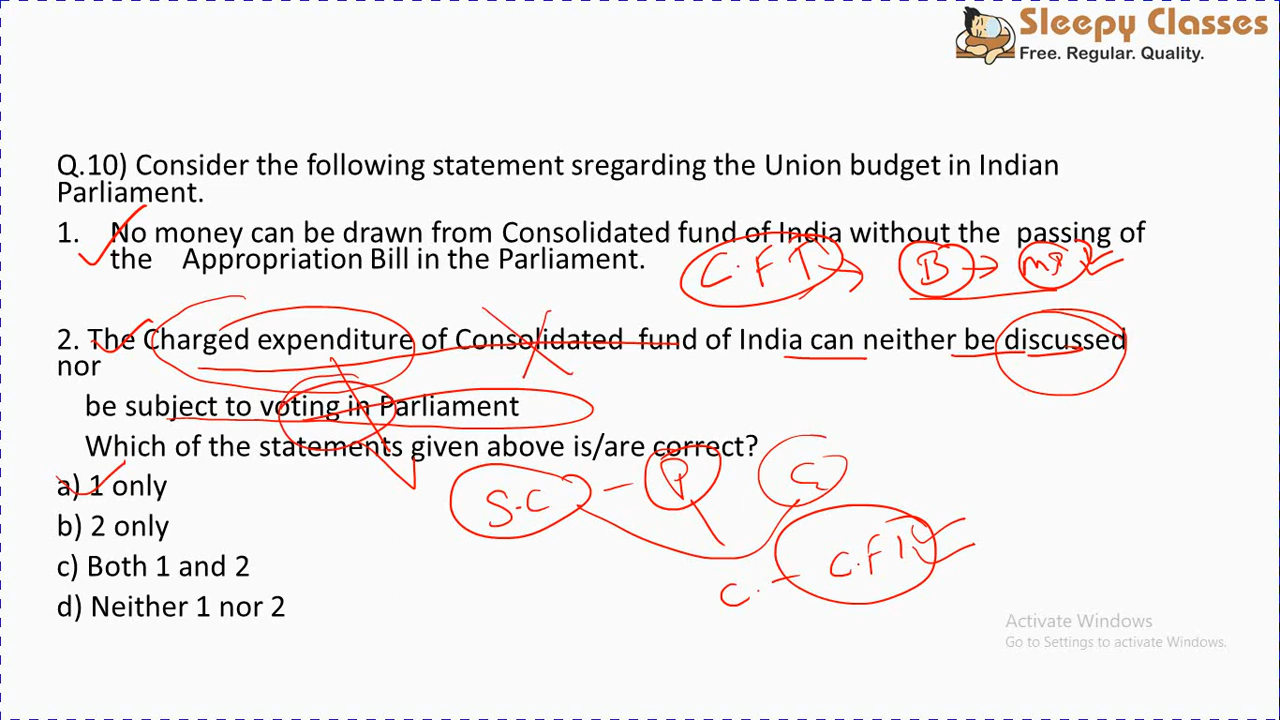 Sleepy Classes
Free. Regular. Quality.
Q.10) Consider the following statement sregarding the Union budget in Indian
Parliament.
1. No money can be drawn from Consolidated fund of India without the passing of
the Appropriation Bill in the Parliament.
C.F I B MP
2. The Charged expenditure of Consolidated fund of India can neither be discussed
nor
be subject to voting in Parliament
Which of the statements given above is/are correct?
a) 1 only
S.C P
b) 2 only
c) Both 1 and 2
C. C.F I
d) Neither 1 nor 2
Activate Windows
Go to Settings to activate Windows.